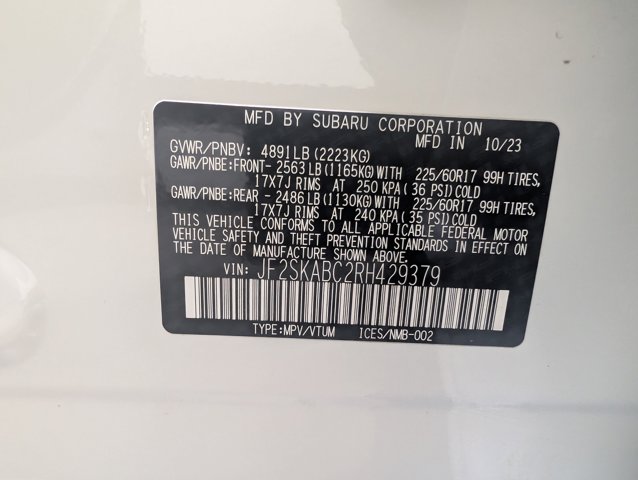 MFD BY SUBARU CORPORATION
MFD IN 10/23
GVWR/PNBV: 4891LB(2223KG)
GAWR/PNBE:FRONT- 2563LB(1165KG)WITH 225/60R17 99H TIRES,
17X7J RIMS AT 250 KPA(36 PSI)COLD
GAWR/PNBE:REAR - 2486LB(1130KG)WITH 225/60R17 99H TIRES,
17X7J RIMS AT 240 KPA(35 PSI)COLD
THIS VEHICLE CONFORMS TO ALL APPLICABLE FEDERAL MOTOR
VEHICLE SAFETY AND THEFT PREVENTION STANDARDS IN EFFECT ON
THE DATE OF MANUFACTURE SHOWN ABOVE.
VIN: JF2SKABC2RH429379
TYPE:MPV/VTUM ICES/NMB-002